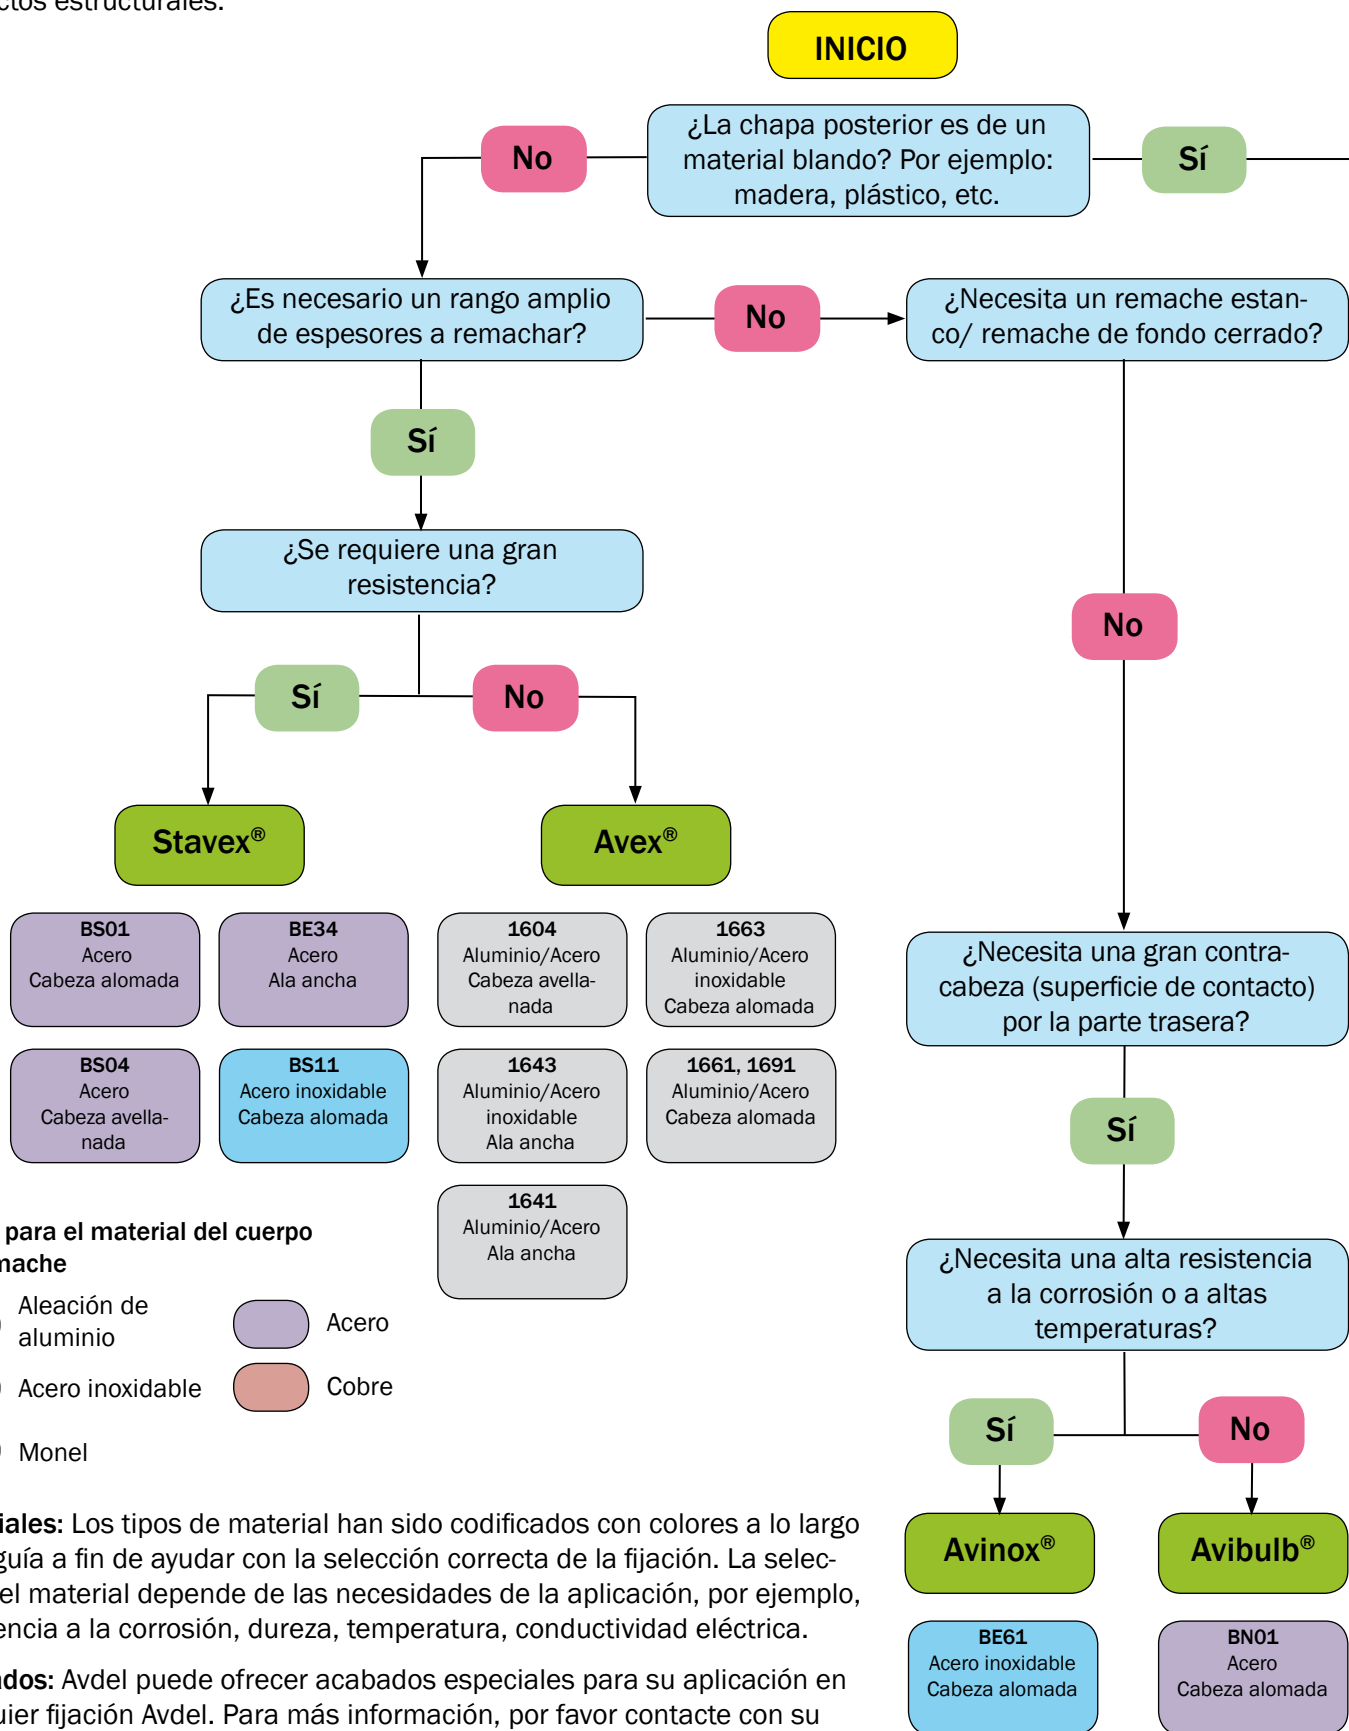 estructurales.
INICIO
No
¿La chapa posterior es de un
material blando? Por ejemplo:
madera, plástico, etc.
Sí
¿Es necesario un rango amplio
de espesores a remachar?
No
¿Necesita un remache estan-
co/ remache de fondo cerrado?
Sí
¿Se requiere una gran
resistencia?
No
Sí
No
Stavex®
Avex®
BS01
Acero
Cabeza alomada
BE34
Acero
Ala ancha
1604
Aluminio/Acero
Cabeza avella-
nada
1663
Aluminio/Acero
inoxidable
Cabeza alomada
BS04
Acero
Cabeza avella-
nada
BS11
Acero inoxidable
Cabeza alomada
1643
Aluminio/Acero
inoxidable
Ala ancha
1661, 1691
Aluminio/Acero
Cabeza alomada
1641
Aluminio/Acero
Ala ancha
¿Necesita una gran contra-
cabeza (superficie de contacto)
por la parte trasera?
Sí
¿Necesita una alta resistencia
a la corrosión o a altas
temperaturas?
Sí
No
Avinox®
Avibulb®
BE61
Acero inoxidable
Cabeza alomada
BN01
Acero
Cabeza alomada
para el material del cuerpo
Aleación de
aluminio
Acero
Acero inoxidable
Cobre
Monel
Los tipos de material han sido codificados con colores a lo largo
guía a fin de ayudar con la selección correcta de la fijación. La selec-
el material depende de las necesidades de la aplicación, por ejemplo,
a la corrosión, dureza, temperatura, conductividad eléctrica.
Avdel puede ofrecer acabados especiales para su aplicación en
fijación Avdel. Para más información, por favor contacte con su